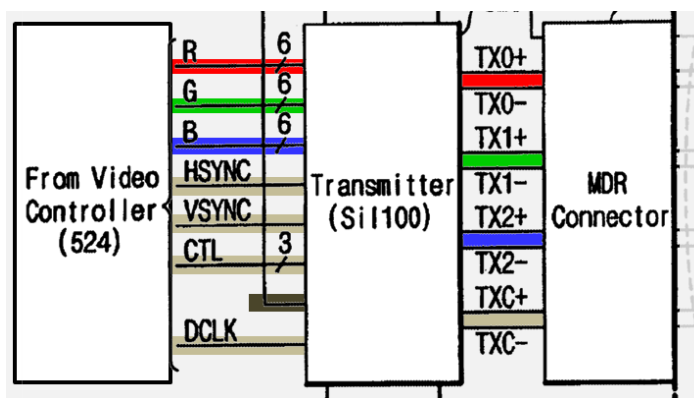 R 6
G 6
B 6
HSYNC
VSYNC
CTL 3
DCLK
From Video
Controller
(524)
Transmitter
(Sil100)
TX0+
TX0-
TX1+
TX1-
TX2+
TX2-
TXC+
TXC-
MDR
Connector